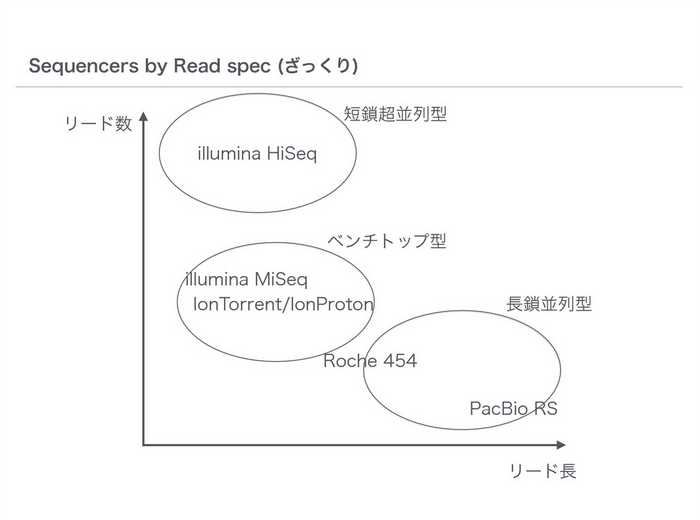 Sequencers by Read spec (ざっくり)
リード数
短鎖超並列型
illumina HiSeq
ベンチトップ型
illumina MiSeq
IonTorrent/IonProton
長鎖並列型
Roche 454
PacBio RS
リード長